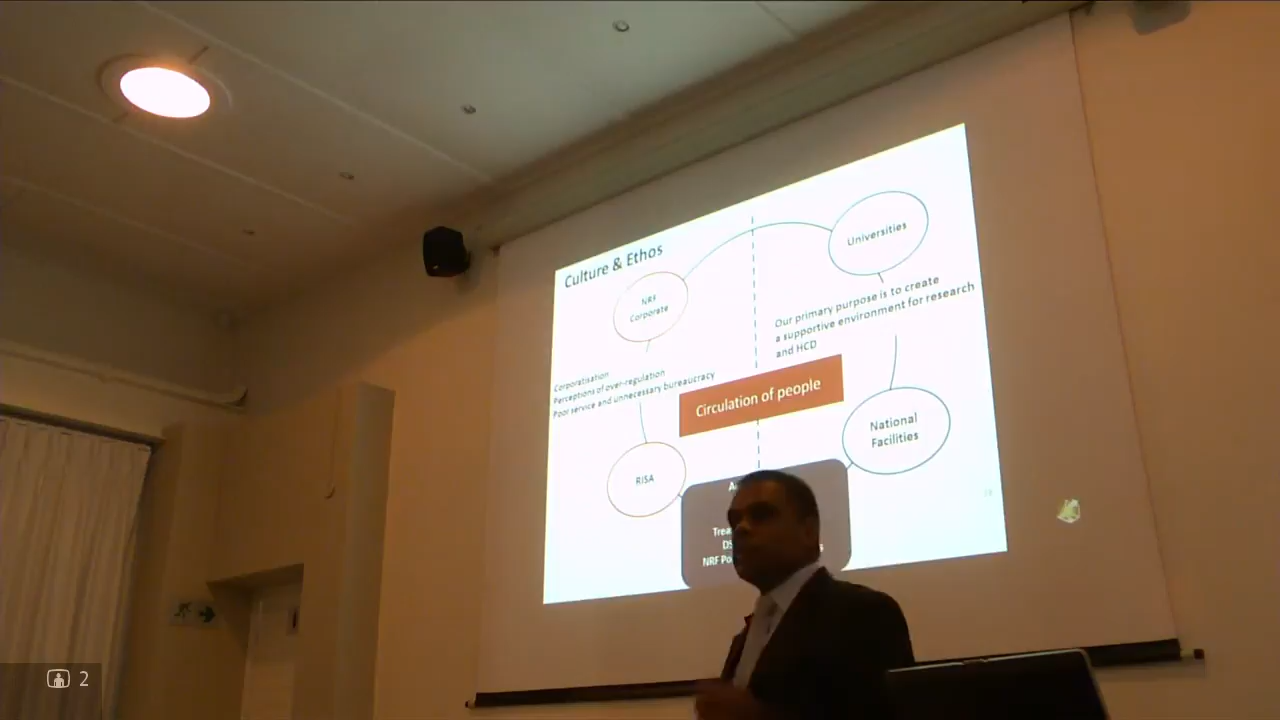 Culture & Ethos
NRF
Corporate
Universities
Our primary purpose is to create
a supportive environment for research
and HCD
Corporatisation
Perceptions of over-regulation
Poor service and unnecessary bureaucracy
Circulation of people
National
Facilities
RISA
NRF
2